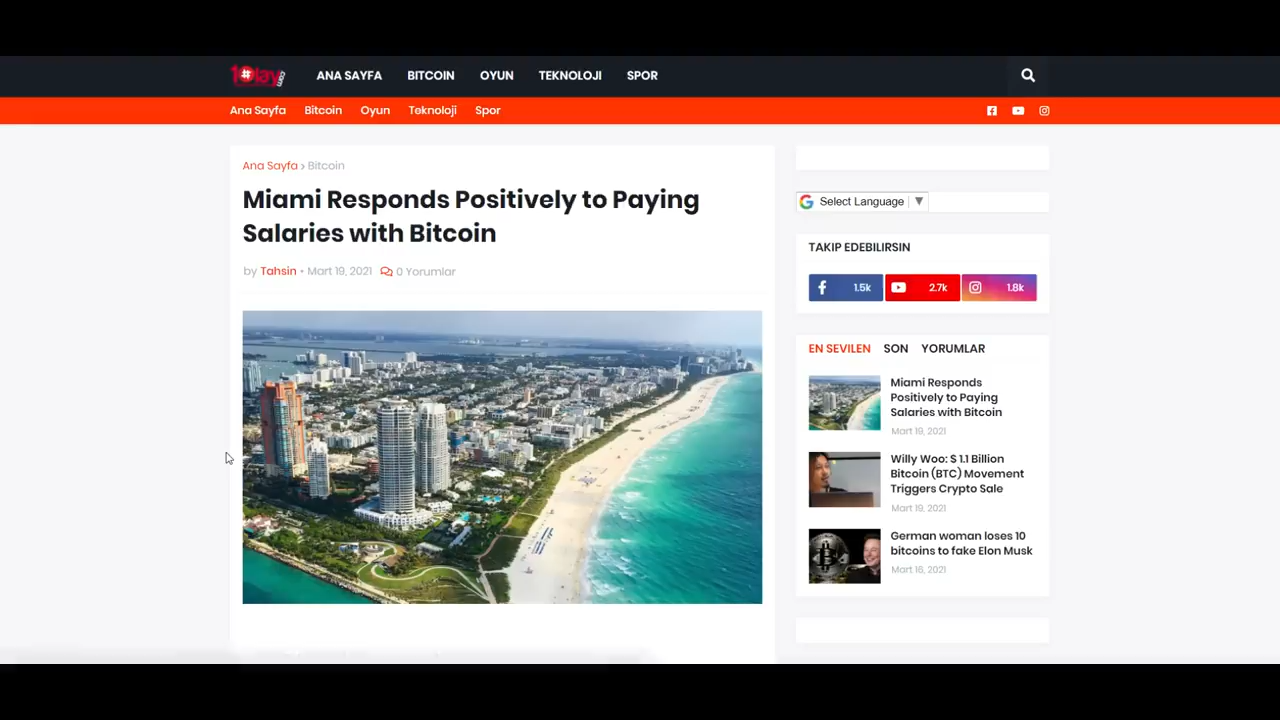 ANA SAYFA BITCOIN OYUN TEKNOLOJI SPOR
Ana Sayfa Bitcoin Oyun Teknoloji Spor
Ana Sayfa > Bitcoin
Miami Responds Positively to Paying
Salaries with Bitcoin
by Tahsin • Mart 19, 2021 0 Yorumlar
Select Language ▼
TAKIP EDEBILIRSIN
1.5k 2.7k 1.8k
EN SEVILEN SON YORUMLAR
Miami Responds
Positively to Paying
Salaries with Bitcoin
Mart 19, 2021
Willy Woo: $ 1.1 Billion
Bitcoin (BTC) Movement
Triggers Crypto Sale
Mart 19, 2021
German woman loses 10
bitcoins to fake Elon Musk
Mart 16, 2021